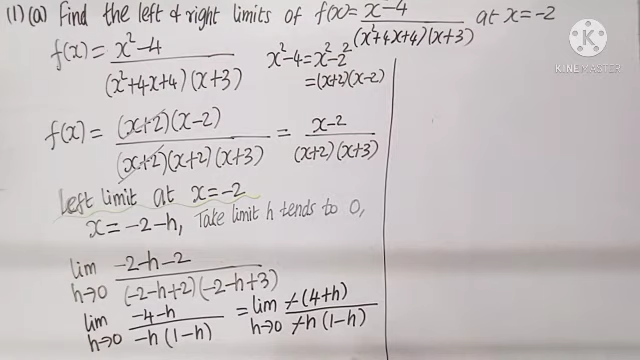 (1) (a) Find the left & right limits of f(x) = x-4 / (x²+4x+4)(x+3) at x=-2
f(x) = x²-4 / (x²+4x+4)(x+3)
x²-4 = x²-2²
= (x+2)(x-2)
f(x) = (x+2)(x-2) / (x+2)(x+2)(x+3) = x-2 / (x+2)(x+3)
Left limit at x=-2
x = -2-h, Take limit h tends to 0,
lim h→0 -2-h-2 / (-2-h+2)(-2-h+3)
lim h→0 -4-h / -h(1-h) = lim h→0 -(4+h) / -h(1-h)
KINEMASTER